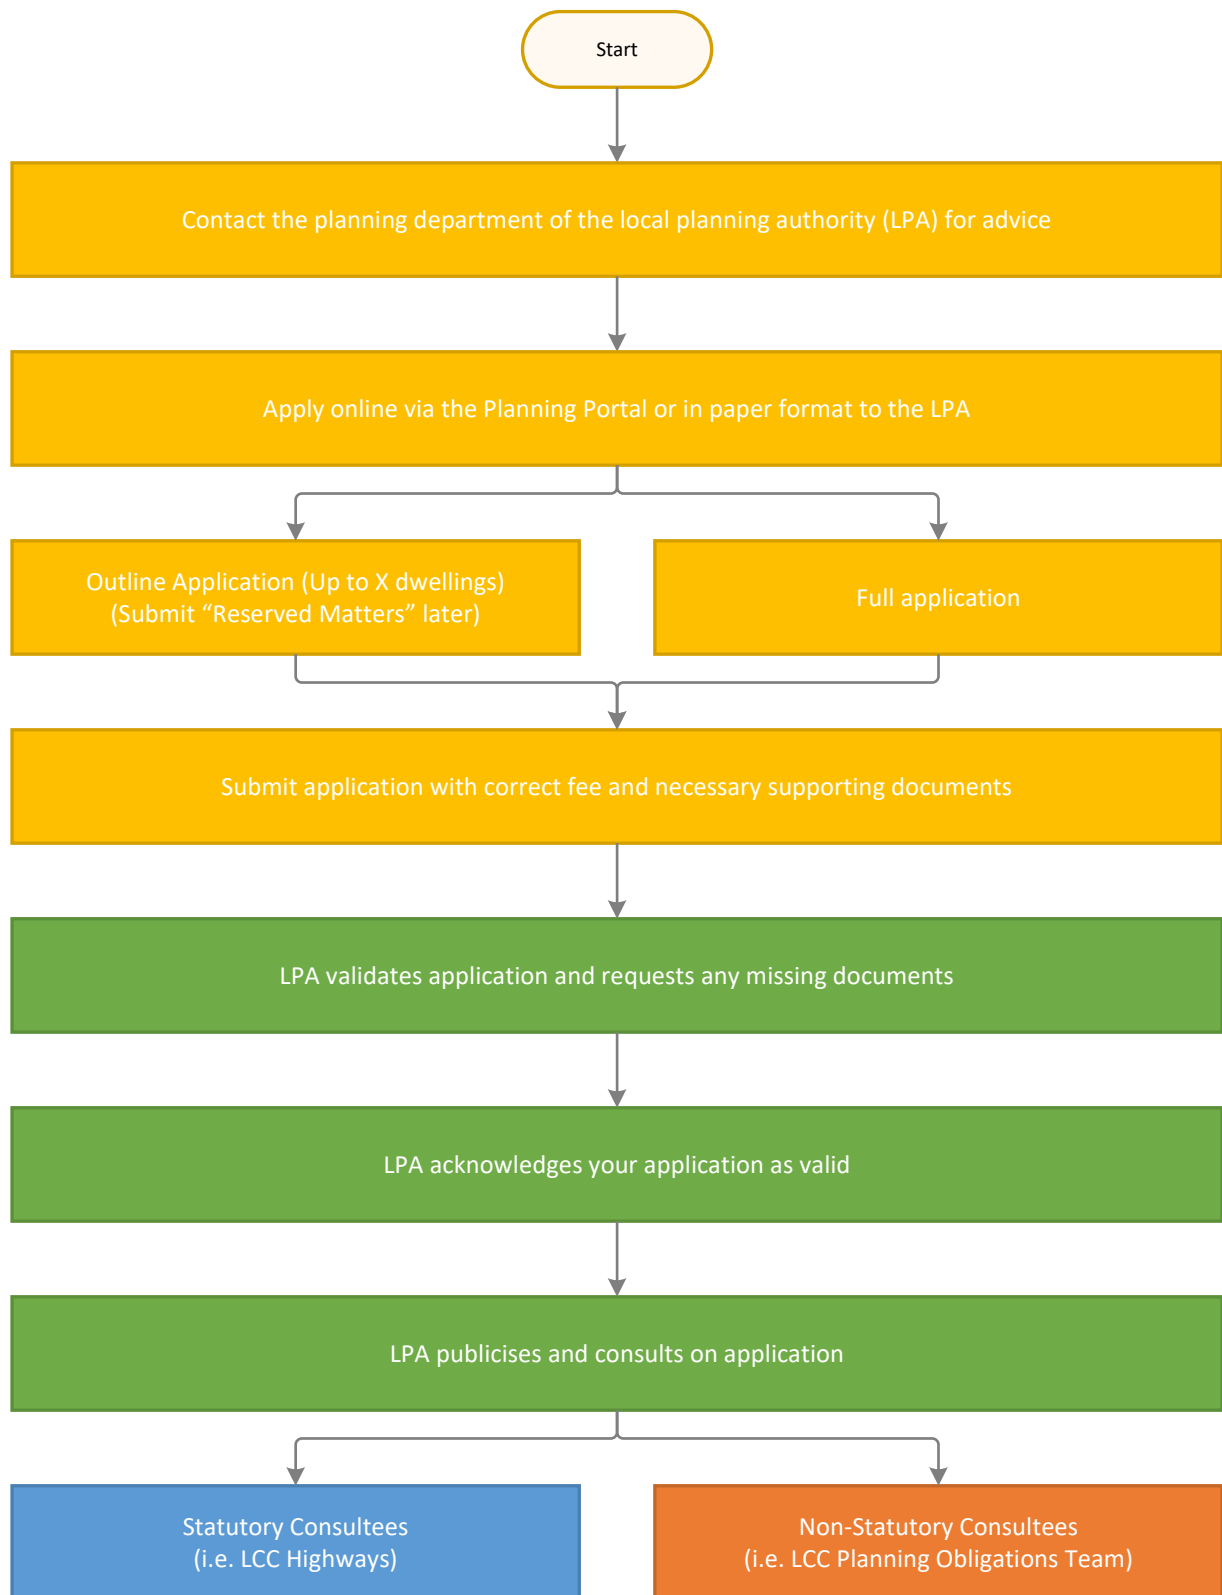 Start
Contact the planning department of the local planning authority (LPA) for advice
Apply online via the Planning Portal or in paper format to the LPA
Outline Application (Up to X dwellings)
(Submit “Reserved Matters” later)
Full application
Submit application with correct fee and necessary supporting documents
LPA validates application and requests any missing documents
LPA acknowledges your application as valid
LPA publicises and consults on application
Statutory Consultees
(i.e. LCC Highways)
Non-Statutory Consultees
(i.e. LCC Planning Obligations Team)